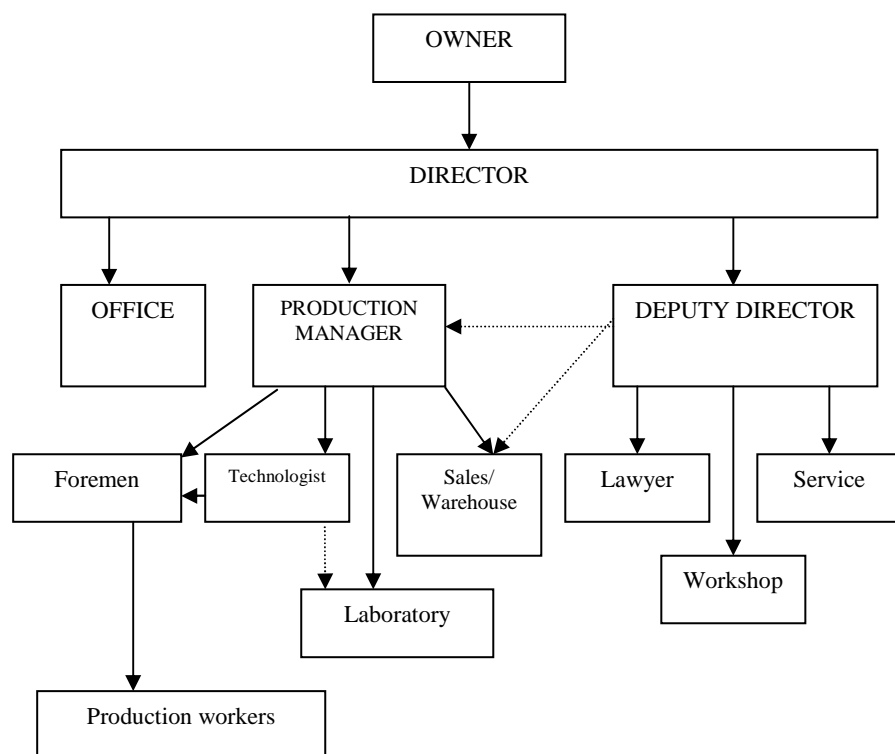 OWNER
DIRECTOR
OFFICE
PRODUCTION
MANAGER
DEPUTY DIRECTOR
Foremen
Technologist
Sales/
Warehouse
Lawyer
Service
Workshop
Laboratory
Production workers